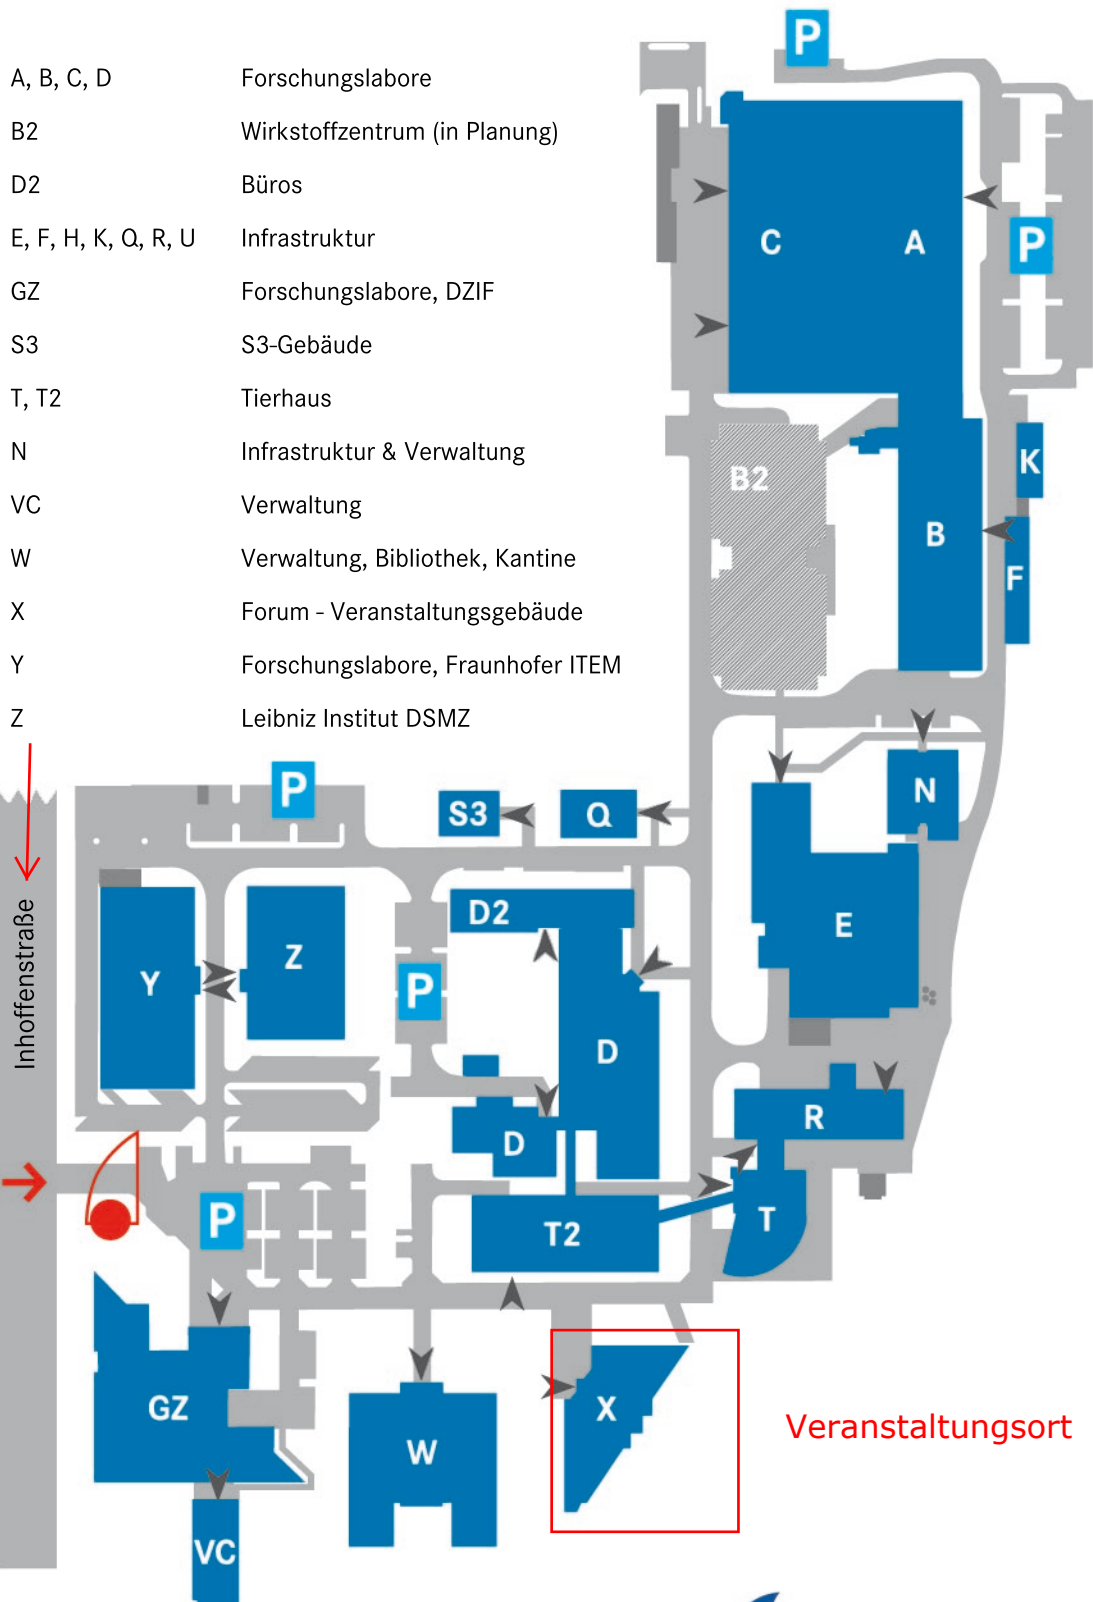 A, B, C, D Forschungslabore
B2 Wirkstoffzentrum (in Planung)
D2 Büros
E, F, H, K, Q, R, U Infrastruktur
GZ Forschungslabore, DZIF
S3 S3-Gebäude
T, T2 Tierhaus
N Infrastruktur & Verwaltung
VC Verwaltung
W Verwaltung, Bibliothek, Kantine
X Forum - Veranstaltungsgebäude
Y Forschungslabore, Fraunhofer ITEM
Z Leibniz Institut DSMZ
P
C A P
K
B2
B
F
P
S3 Q N
Inhoffenstraße
D2
E
Z
Y
P
D
R
D
P
T2 T
GZ
X
Veranstaltungsort
W
VC